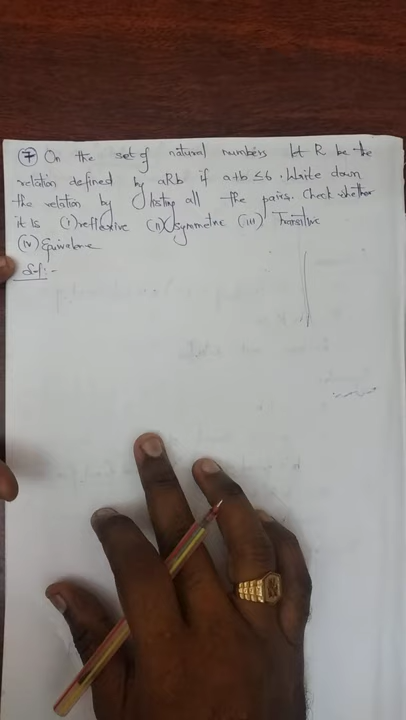 ⑦ On the set of natural numbers let R be the
relation defined by aRb if a+b ≤6. Write down
the relation by listing all the pairs. Check whether
it is (i) reflexive (ii) symmetric (iii) Transitive
(iv) Equivalence
Sol:-